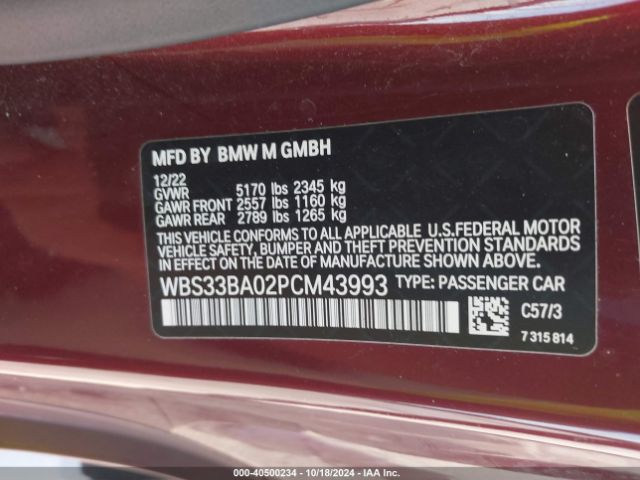 MFD BY BMW M GMBH
12/22
GVWR 5170 lbs 2345 kg
GAWR FRONT 2557 lbs 1160 kg
GAWR REAR 2789 lbs 1265 kg
THIS VEHICLE CONFORMS TO ALL APPLICABLE U.S.FEDERAL MOTOR
VEHICLE SAFETY, BUMPER AND THEFT PREVENTION STANDARDS
IN EFFECT ON THE DATE OF MANUFACTURE SHOWN ABOVE.
WBS33BA02PCM43993 TYPE: PASSENGER CAR
C57/3
7315814
000-40500234 - 10/18/2024 - IAA Inc.